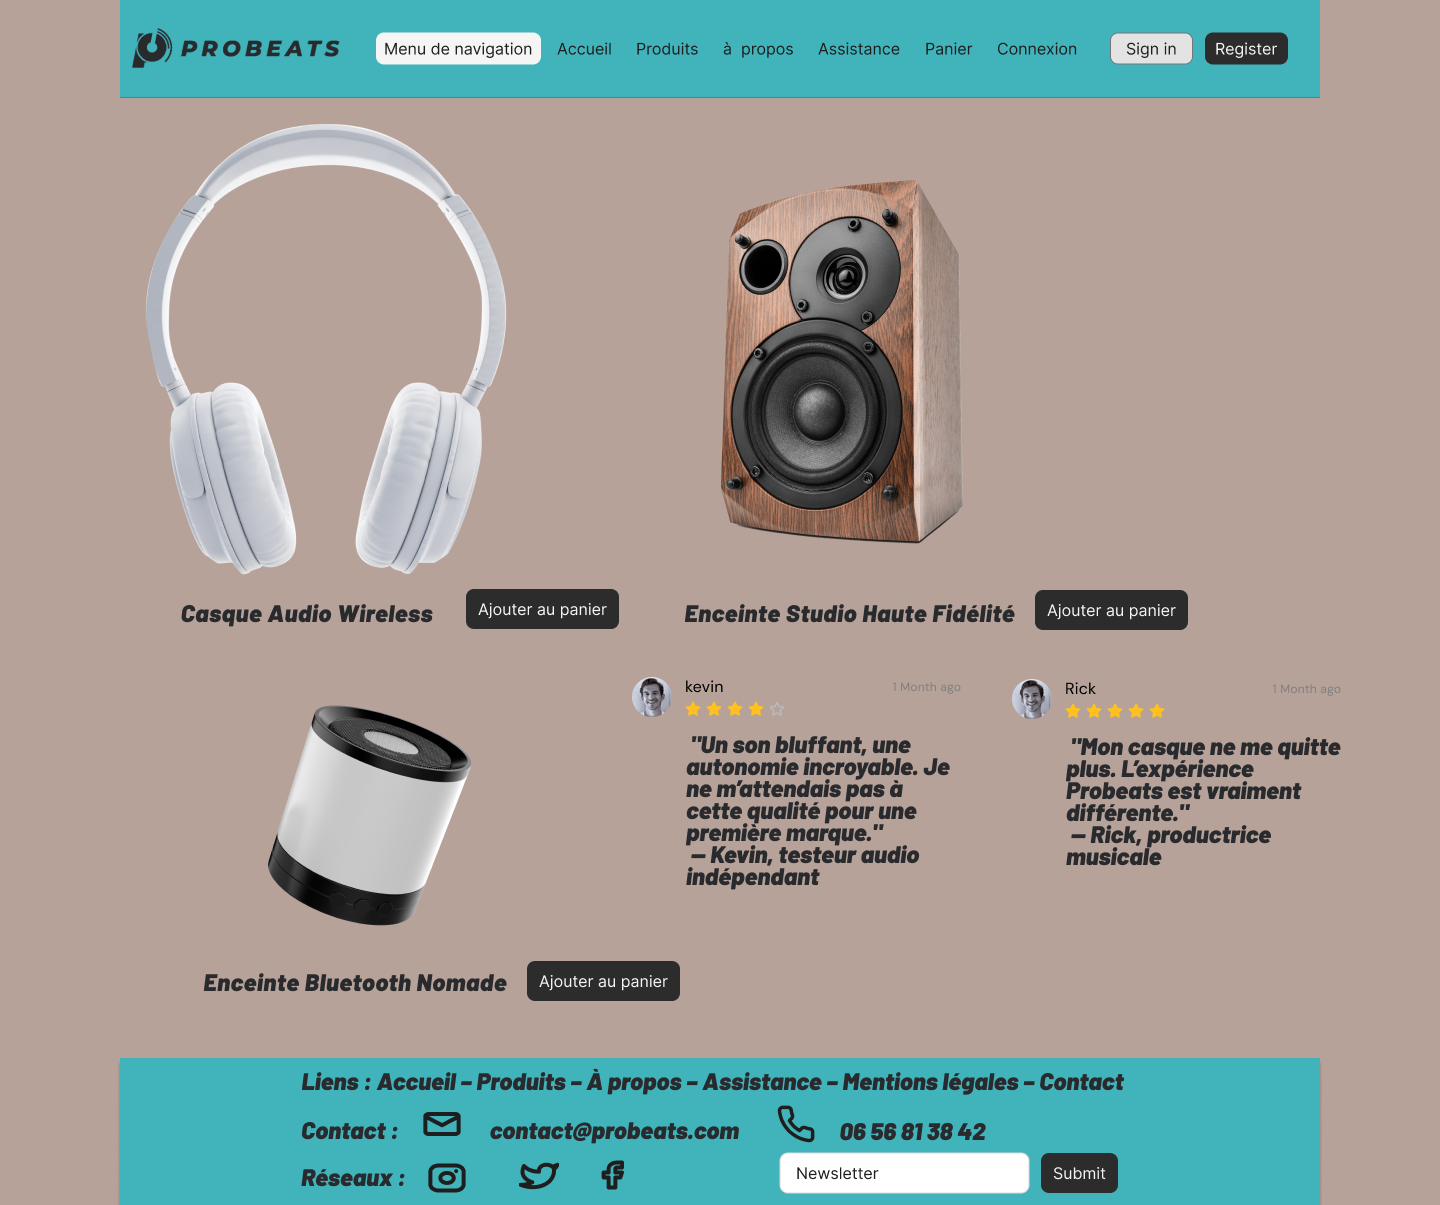 PROBEATS
Menu de navigation Accueil Produits à propos Assistance Panier Connexion Sign in Register
Casque Audio Wireless Ajouter au panier
Enceinte Studio Haute Fidélité Ajouter au panier
kevin 1 Month ago
"Un son bluffant, une
autonomie incroyable. Je
ne m’attendais pas à
cette qualité pour une
première marque."
— Kevin, testeur audio
indépendant
Rick 1 Month ago
"Mon casque ne me quitte
plus. L’expérience
Probeats est vraiment
différente."
— Rick, productrice
musicale
Enceinte Bluetooth Nomade Ajouter au panier
Liens : Accueil – Produits – À propos – Assistance – Mentions légales – Contact
Contact : contact@probeats.com 06 56 81 38 42
Réseaux : Newsletter Submit